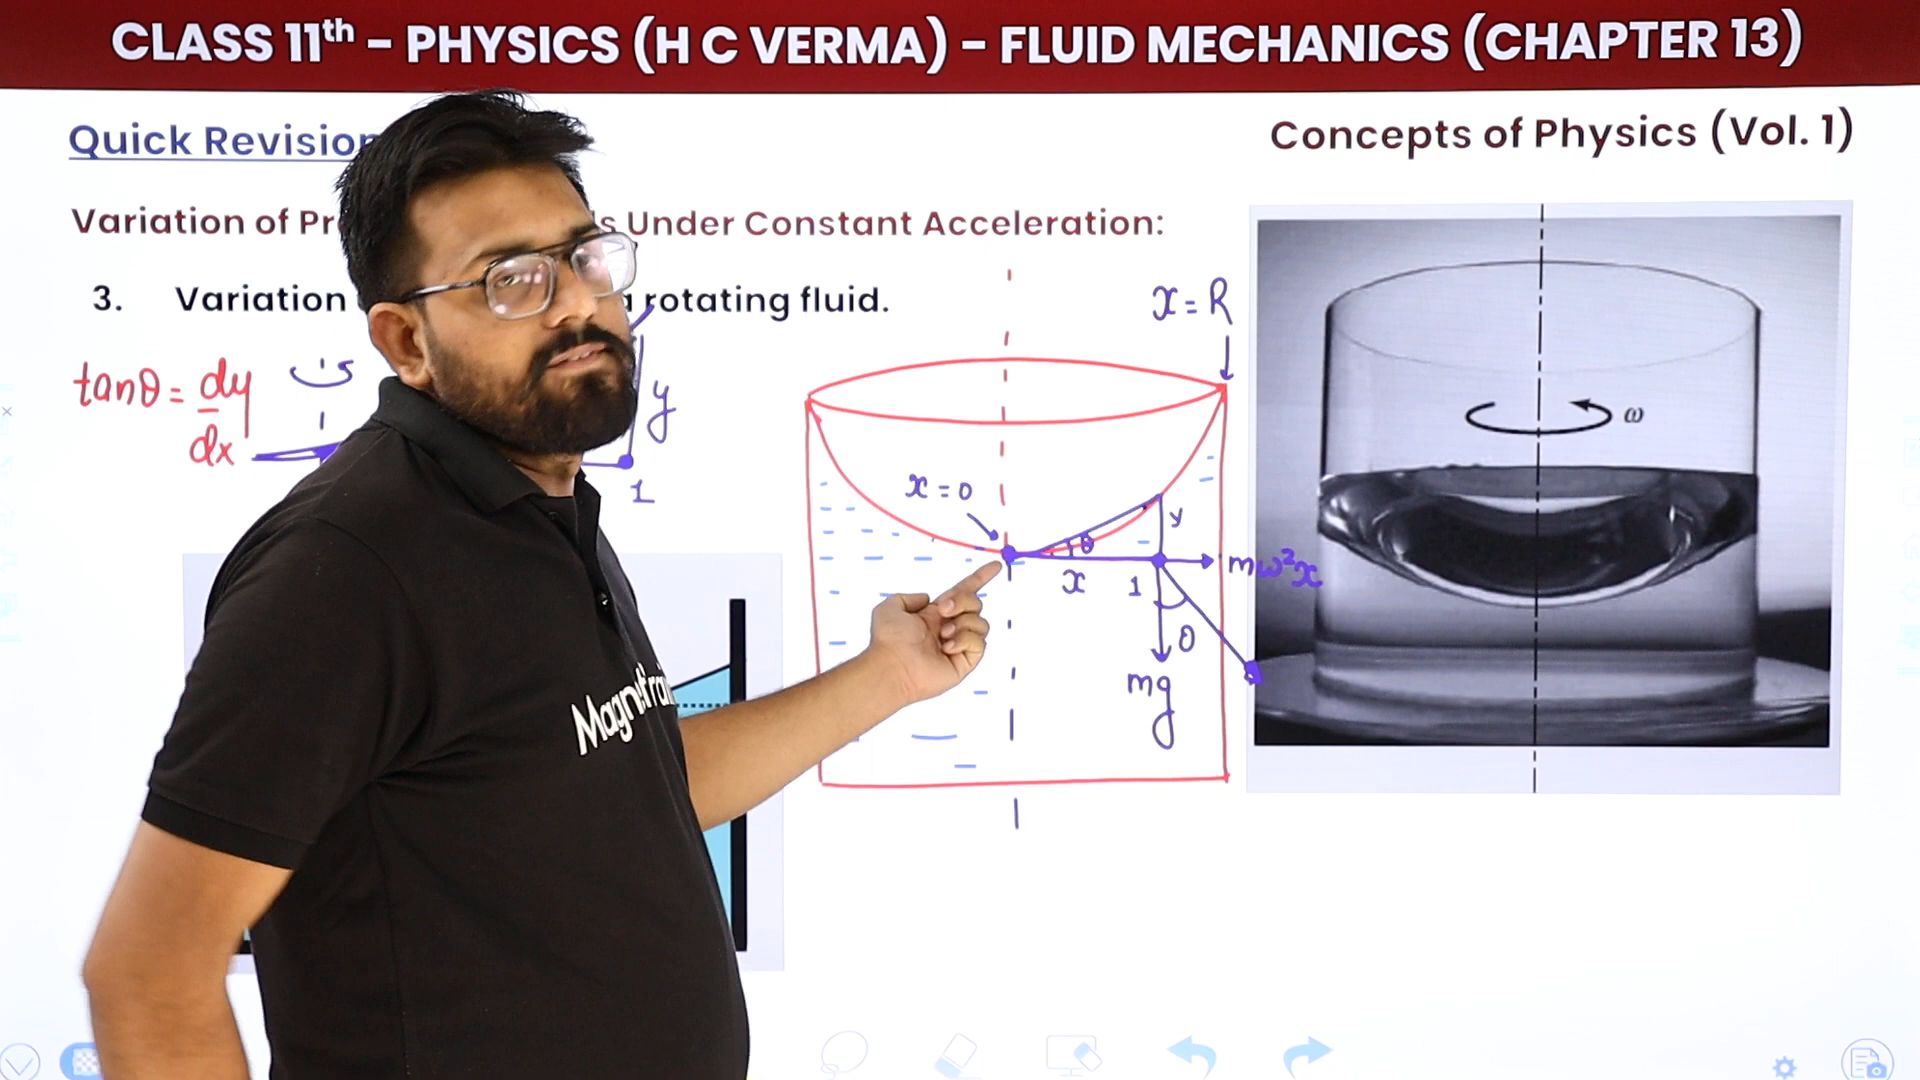 CLASS 11th - PHYSICS (H C VERMA) - FLUID MECHANICS (CHAPTER 13)
Quick Revision
Concepts of Physics (Vol. 1)
Variation of Pr s Under Constant Acceleration:
3. Variation rotating fluid.
x = R
tanθ = dy
dx
y
1
x = 0
y
θ
x
1
mω²x
θ
mg
ω
Magnet